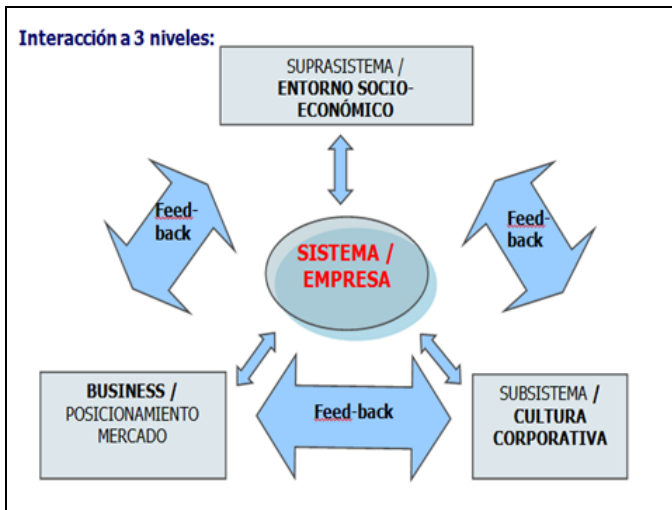 Interacción a 3 niveles:
SUPRASISTEMA /
ENTORNO SOCIO-
ECONÓMICO
Feed-
back
Feed-
back
SISTEMA /
EMPRESA
BUSINESS /
POSICIONAMIENTO
MERCADO
Feed-back
SUBSISTEMA /
CULTURA
CORPORATIVA